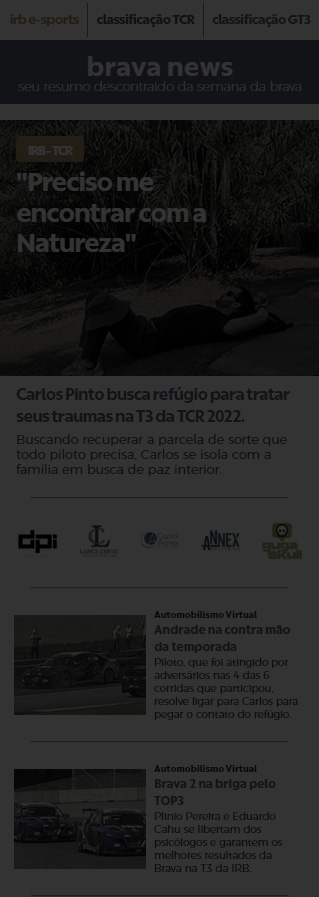 irb e-sports
classificação TCR
classificação GT3
brava news
seu resumo descontraído da semana da brava
IRB-TCR
"Preciso me
encontrar com a
Natureza"
Carlos Pinto busca refúgio para tratar
seus traumas na T3 da TCR 2022.
Buscando recuperar a parcela de sorte que
todo piloto precisa, Carlos se isola com a
família em busca de paz interior.
dpi
ANNEX
guga
skull
Automobilismo Virtual
Andrade na contra mão
da temporada
Piloto, que foi atingido por
adversários nas 4 das 6
corridas que participou,
resolve ligar para Carlos para
pegar o contato do refúgio.
Automobilismo Virtual
Brava 2 na briga pelo
TOP3
Plinio Pereira e Eduardo
Cahu se libertam dos
psicólogos e garantem os
melhores resultados da
Brava na T3 da IRB.